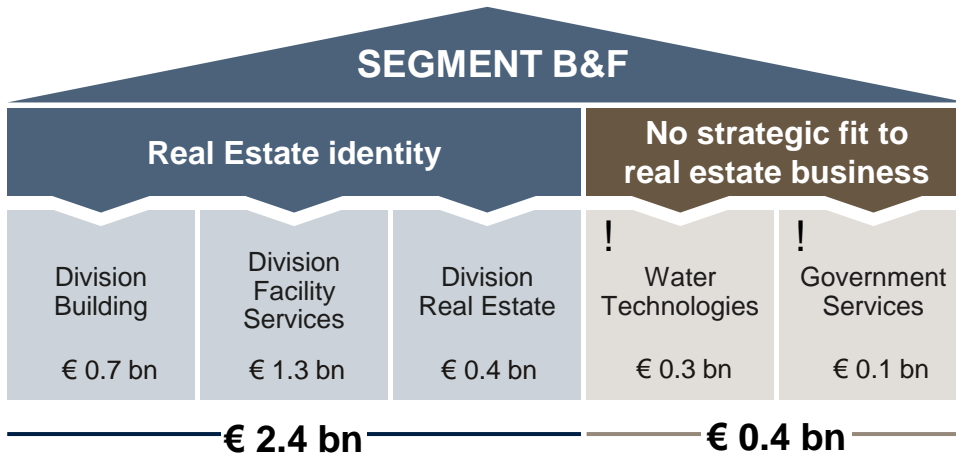 SEGMENT B&F
Real Estate identity
No strategic fit to
real estate business
Division
Building
€ 0.7 bn
Division
Facility
Services
€ 1.3 bn
Division
Real Estate
€ 0.4 bn
!
Water
Technologies
€ 0.3 bn
!
Government
Services
€ 0.1 bn
€ 2.4 bn
€ 0.4 bn